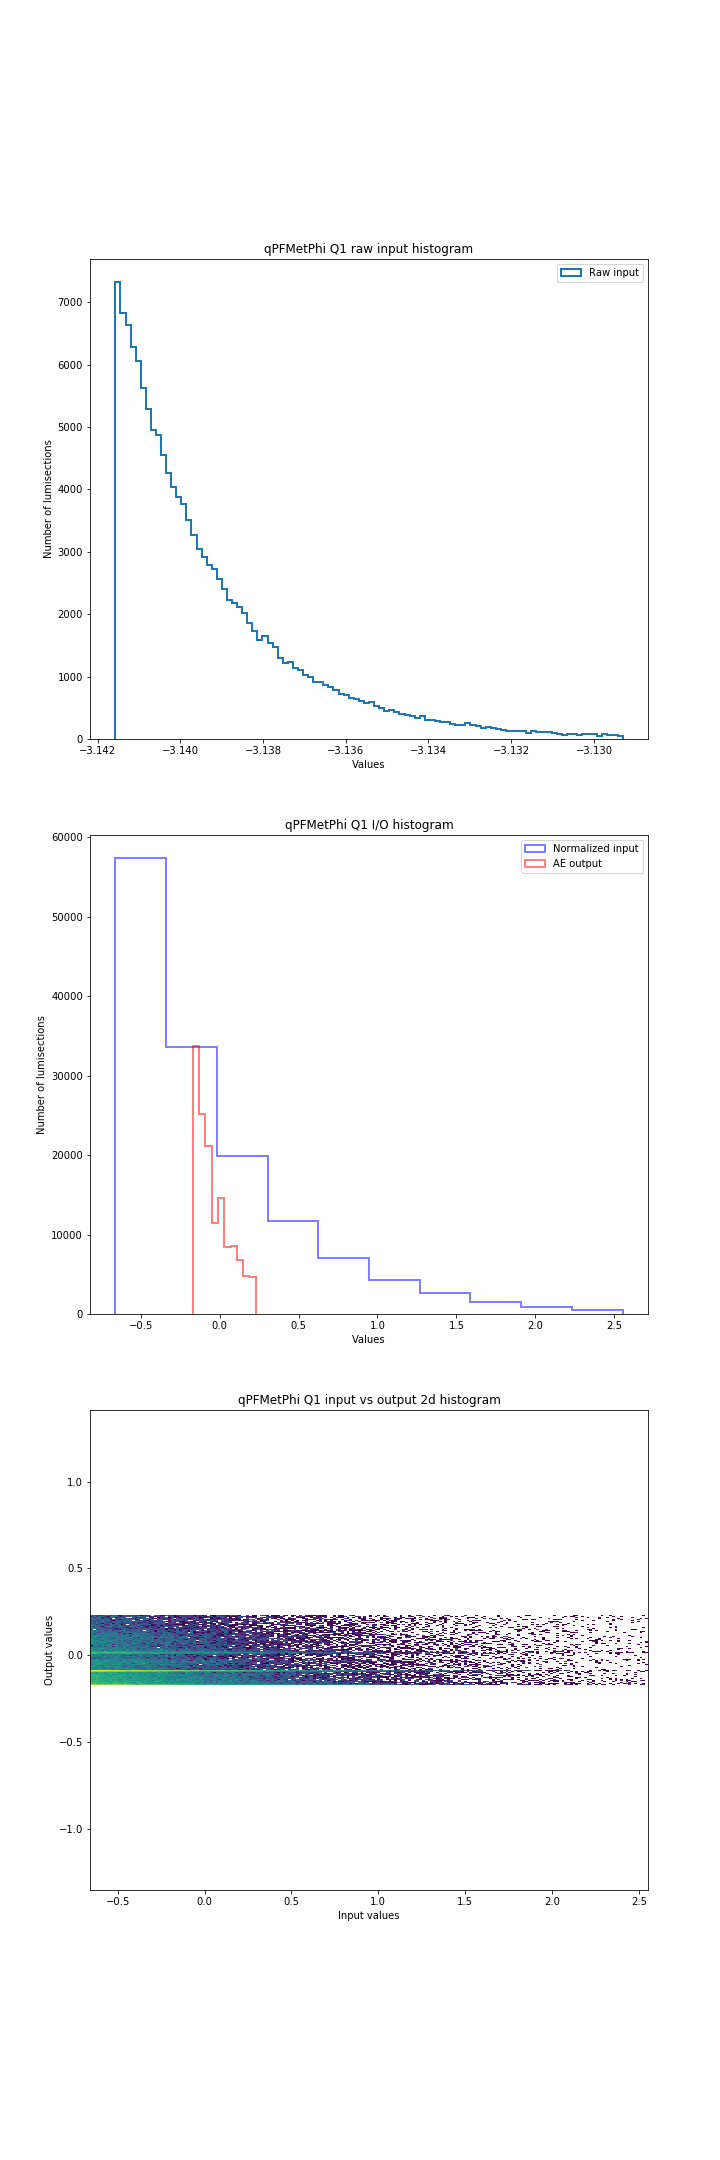 qPFMetPhi Q1 raw input histogram
Raw input
7000
6000
5000
4000
3000
2000
1000
0
Number of lumisections
−3.142 −3.140 −3.138 −3.136 −3.134 −3.132 −3.130
Values
qPFMetPhi Q1 I/O histogram
Normalized input
AE output
60000
50000
40000
30000
20000
10000
0
Number of lumisections
−0.5 0.0 0.5 1.0 1.5 2.0 2.5
Values
qPFMetPhi Q1 input vs output 2d histogram
1.0
0.5
0.0
−0.5
−1.0
Output values
−0.5 0.0 0.5 1.0 1.5 2.0 2.5
Input values